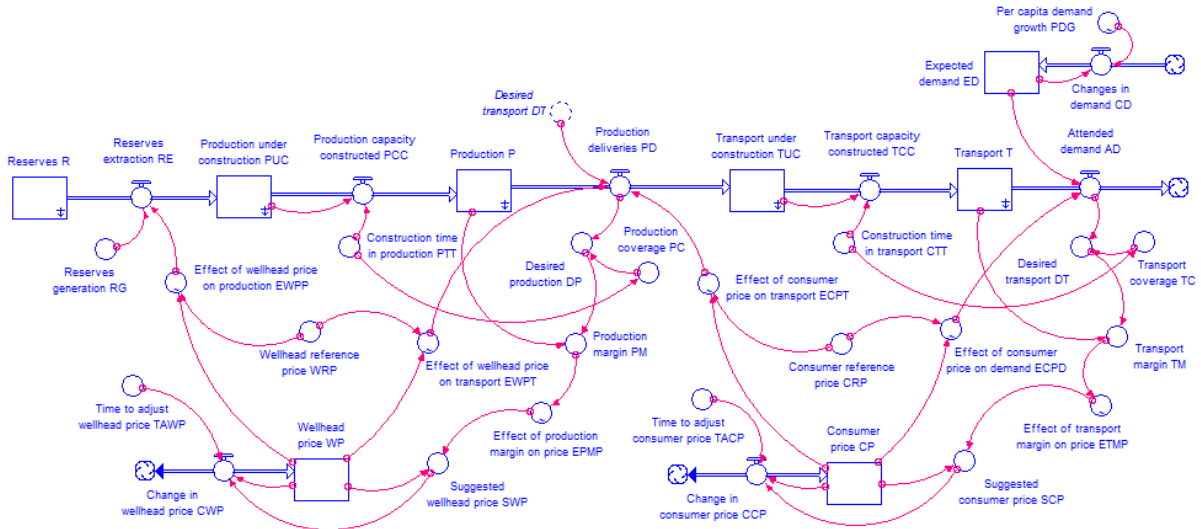 Per capita demand
growth PDG
Expected
demand ED
Changes in
demand CD
Desired
transport DT
Reserves R
Reserves
extraction RE
Production under
construction PUC
Production capacity
constructed PCC
Production P
Production
deliveries PD
Transport under
construction TUC
Transport capacity
constructed TCC
Transport T
Attended
demand AD
Reserves
generation RG
Effect of wellhead price
on production EWPP
Construction time
in production PTT
Production
coverage PC
Desired
production DP
Effect of consumer
price on transport ECPT
Construction time
in transport CTT
Desired
transport DT
Transport
coverage TC
Wellhead reference
price WRP
Effect of wellhead price
on transport EWPT
Production
margin PM
Consumer reference
price CRP
Effect of consumer
price on demand ECPD
Transport
margin TM
Time to adjust
wellhead price TAWP
Wellhead
price WP
Effect of production
margin on price EPMP
Time to adjust
consumer price TACP
Consumer
price CP
Effect of transport
margin on price ETMP
Change in
wellhead price CWP
Suggested
wellhead price SWP
Change in
consumer price CCP
Suggested
consumer price SCP